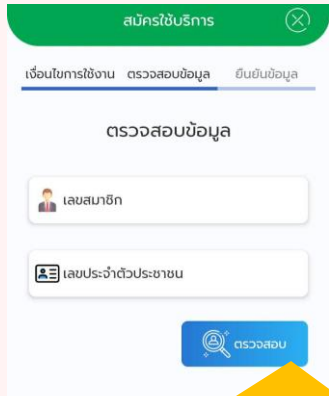 สมัครใช้บริการ
เงื่อนไขการใช้งาน ตรวจสอบข้อมูล ยืนยันข้อมูล
ตรวจสอบข้อมูล
เลขสมาชิก
เลขประจำตัวประชาชน
ตรวจสอบ